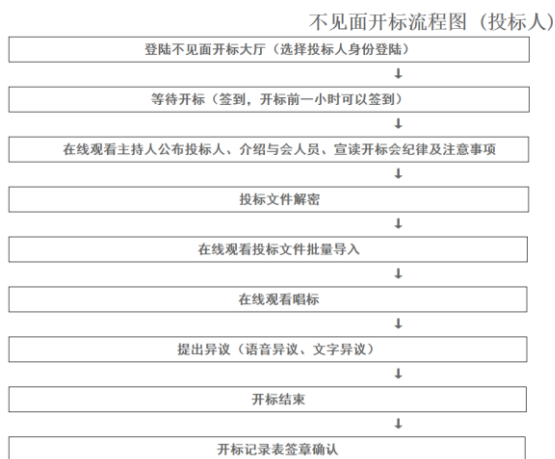 不见面开标流程图（投标人）
登陆不见面开标大厅（选择投标人身份登陆）
↓
等待开标（签到，开标前一小时可以签到）
↓
在线观看主持人公布投标人、介绍与会人员、宣读开标会纪律及注意事项
↓
投标文件解密
↓
在线观看投标文件批量导入
↓
在线观看唱标
↓
提出异议（语音异议、文字异议）
↓
开标结束
↓
开标记录表签章确认